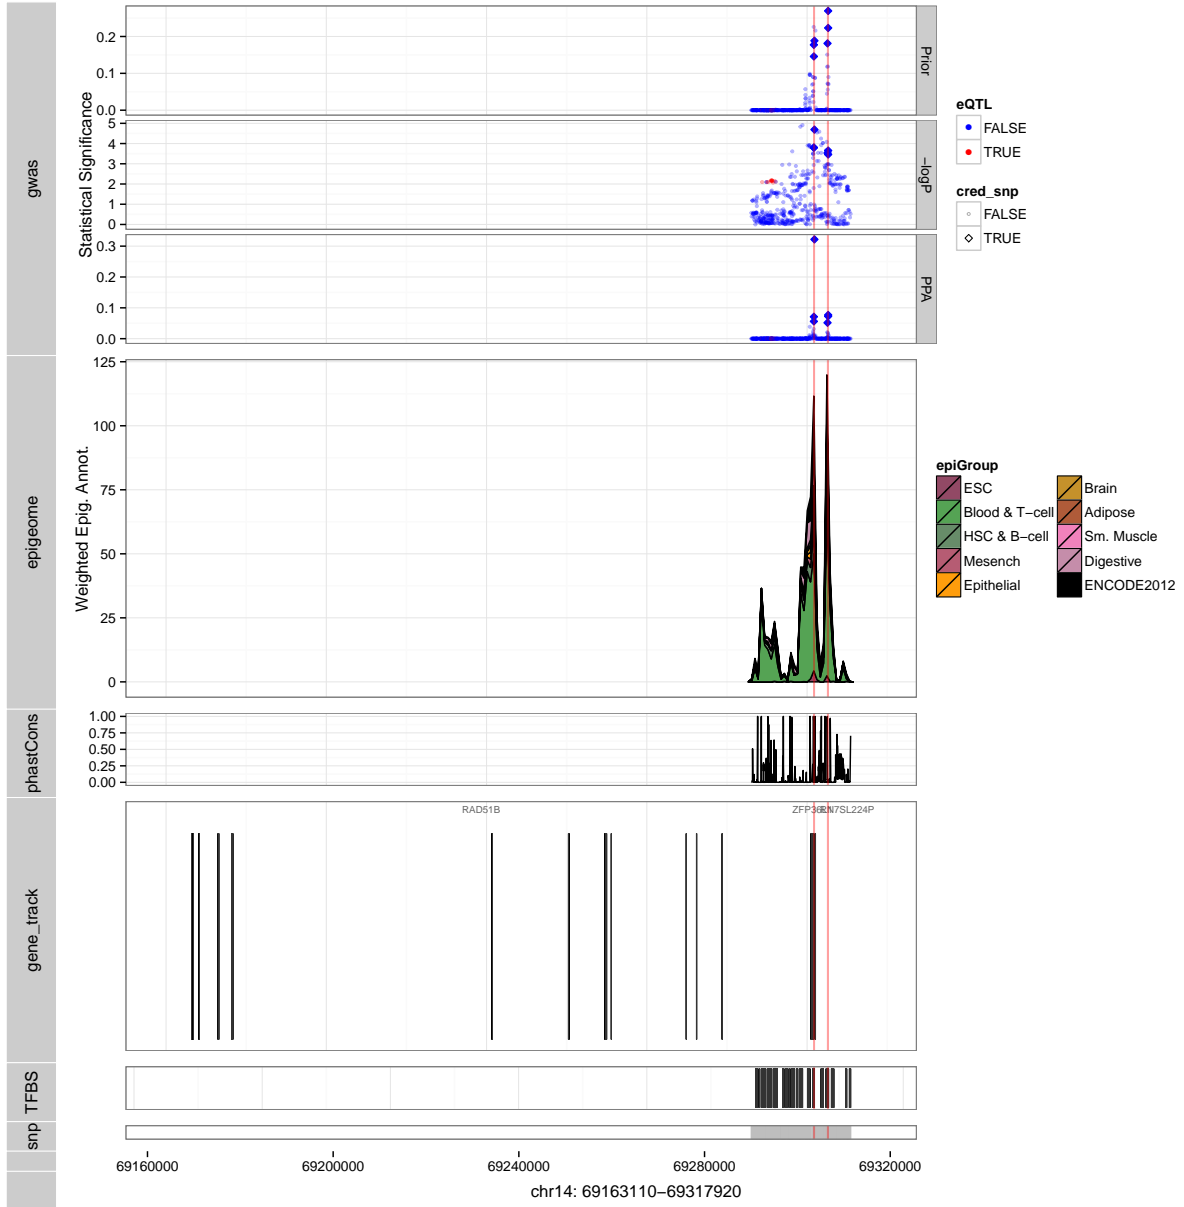 gwas
Statistical Significance
0.2
0.1
0.0
Prior
5
4
3
2
1
0
−logP
0.3
0.2
0.1
0.0
PPA
eQTL
FALSE
TRUE
cred_snp
FALSE
TRUE
epigeome
Weighted Epig. Annot.
125
100
75
50
25
0
epiGroup
ESC
Blood & T−cell
HSC & B−cell
Mesench
Epithelial
Brain
Adipose
Sm. Muscle
Digestive
ENCODE2012
phastCons
1.00
0.75
0.50
0.25
0.00
gene_track
RAD51B
TFBS
snp
69160000 69200000 69240000 69280000 69320000
chr14: 69163110−69317920